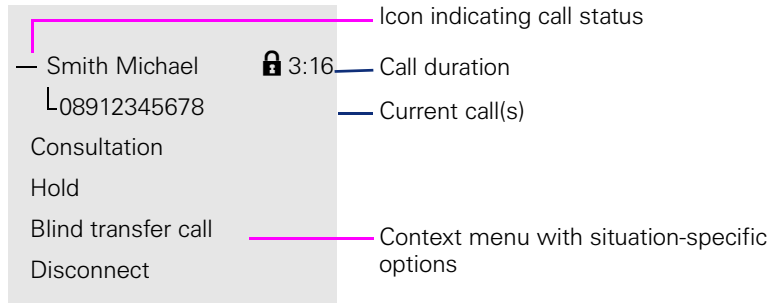 Icon indicating call status
Smith Michael 3:16 Call duration
08912345678 Current call(s)
Consultation
Hold
Blind transfer call
Context menu with situation-specific
options
Disconnect